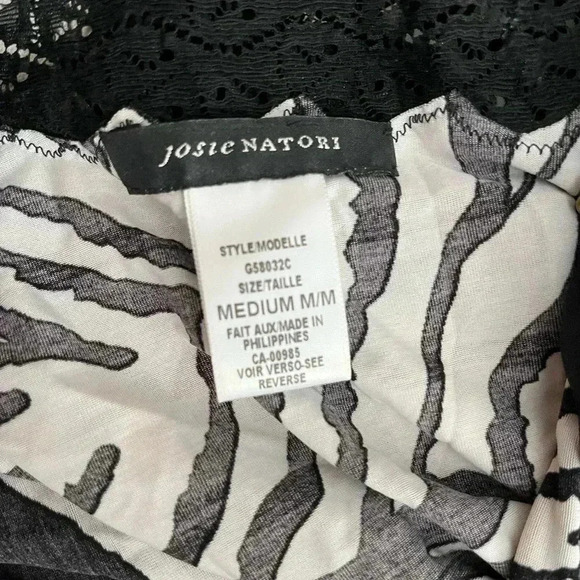 Josie NATORI
STYLE/MODELLE
G58032C
SIZE/TAILLE
MEDIUM M/M
FAIT AUX/MADE IN
PHILIPPINES
CA-00985
VOIR VERSO-SEE
REVERSE